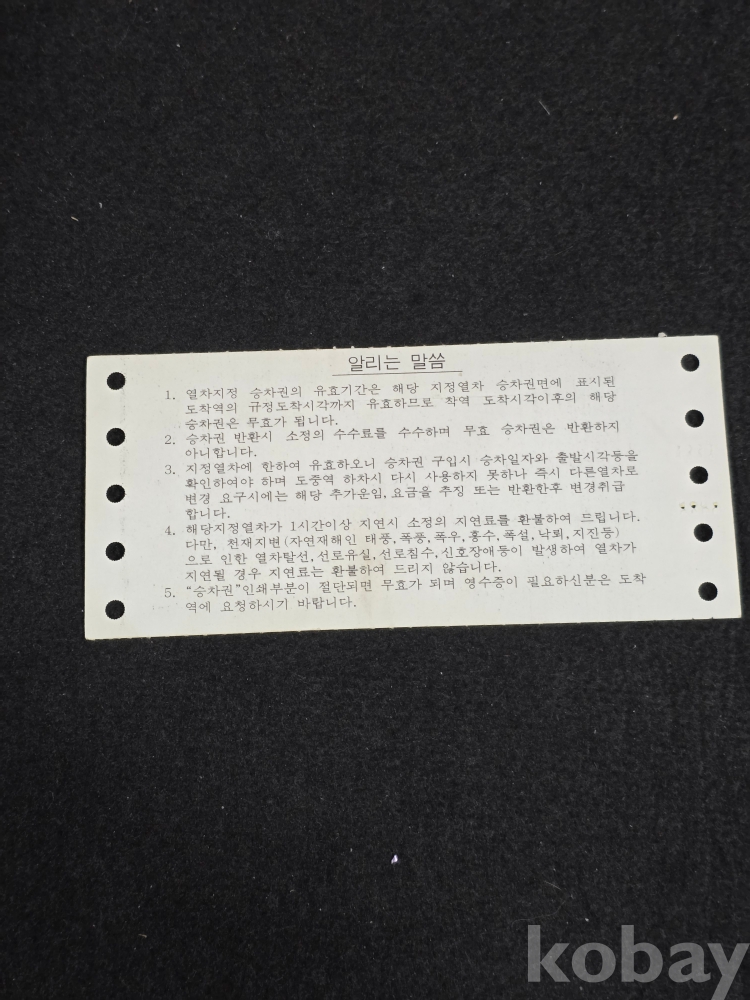 알리는 말씀
1. 열차지정 승차권의 유효기간은 해당 지정열차 승차권면에 표시된
도착역의 규정도착시각까지 유효하므로 착역 도착시각이후의 해당
승차권은 무효가 됩니다.
2. 승차권 반환시 소정의 수수료를 수수하며 무효 승차권은 반환하지
아니합니다.
3. 지정열차에 한하여 유효하오니 승차권 구입시 승차일자와 출발시각등을
확인하여야 하며 도중역 하차시 다시 사용하지 못하나 즉시 다른열차로
변경 요구시에는 해당 추가운임, 요금을 추징 또는 반환한후 변경취급
합니다.
4. 해당지정열차가 1시간이상 지연시 소정의 지연료를 환불하여 드립니다.
다만, 천재지변(자연재해인 태풍,폭풍,폭우,홍수,폭설,낙뢰,지진등)
으로 인한 열차탈선,선로유실,선로침수,신호장애등이 발생하여 열차가
지연될 경우 지연료는 환불하여 드리지 않습니다.
5. "승차권"인쇄부분이 절단되면 무효가 되며 영수증이 필요하신분은 도착
역에 요청하시기 바랍니다.
kobay